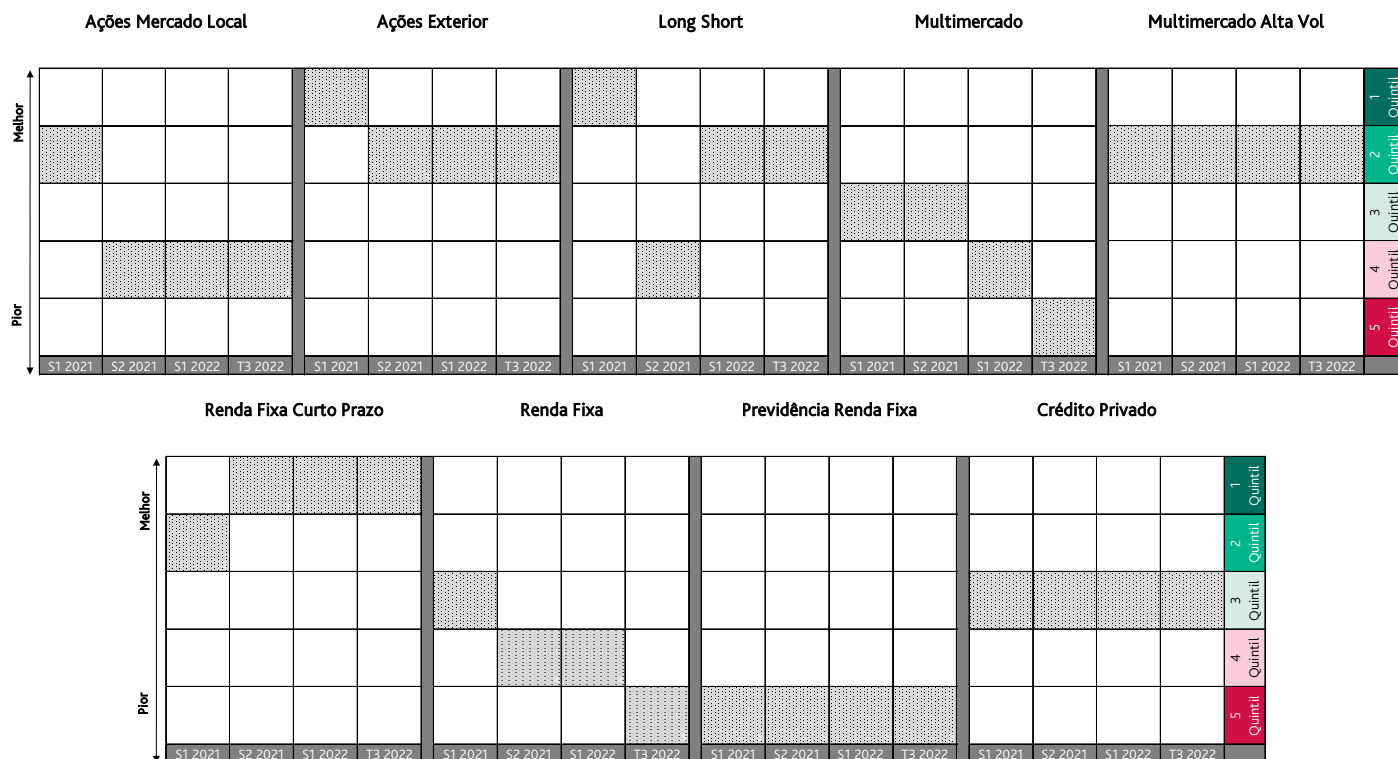 Ações Mercado Local Ações Exterior Long Short Multimercado Multimercado Alta Vol
Melhor
Pior
1 Quintil
2 Quintil
3 Quintil
4 Quintil
5 Quintil
S1 2021 S2 2021 S1 2022 T3 2022 S1 2021 S2 2021 S1 2022 T3 2022 S1 2021 S2 2021 S1 2022 T3 2022 S1 2021 S2 2021 S1 2022 T3 2022 S1 2021 S2 2021 S1 2022 T3 2022
Renda Fixa Curto Prazo Renda Fixa Previdência Renda Fixa Crédito Privado
Melhor
Pior
1 Quintil
2 Quintil
3 Quintil
4 Quintil
5 Quintil
S1 2021 S2 2021 S1 2022 T3 2022 S1 2021 S2 2021 S1 2022 T3 2022 S1 2021 S2 2021 S1 2022 T3 2022 S1 2021 S2 2021 S1 2022 T3 2022